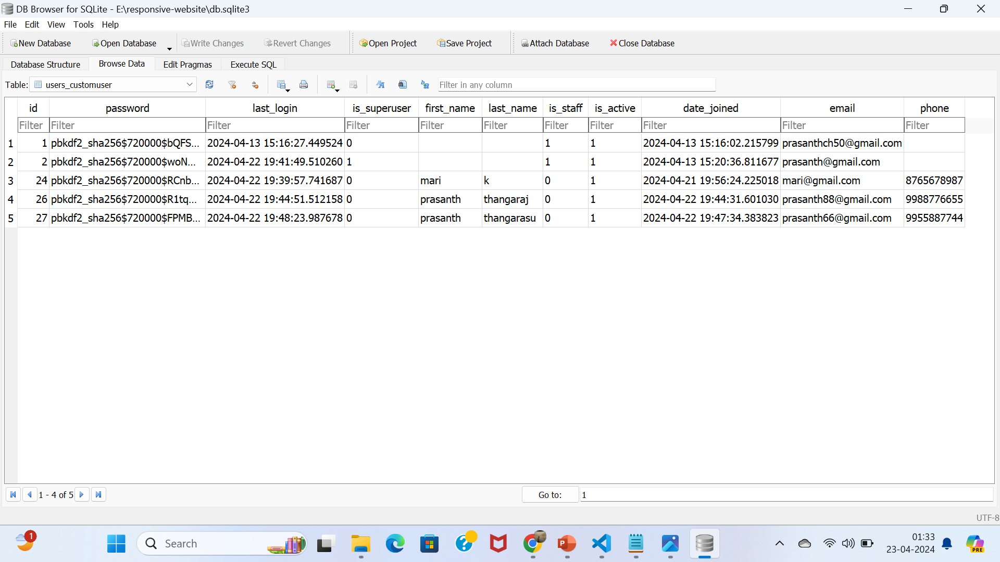 DB Browser for SQLite - E:\responsive-website\db.sqlite3
File Edit View Tools Help
New Database Open Database Write Changes Revert Changes Open Project Save Project Attach Database Close Database
Database Structure Browse Data Edit Pragmas Execute SQL
Table: users_customuser Filter in any column
id password last_login is_superuser first_name last_name is_staff is_active date_joined email phone
Filter Filter Filter Filter Filter Filter Filter Filter Filter Filter Filter
1 1 pbkdf2_sha256$720000$bQFS... 2024-04-13 15:16:27.449524 0 1 1 2024-04-13 15:16:02.215799 prasanthch50@gmail.com
2 2 pbkdf2_sha256$720000$woN... 2024-04-22 19:41:49.510260 1 1 1 2024-04-13 15:20:36.811677 prasanth@gmail.com
3 24 pbkdf2_sha256$720000$RCnb... 2024-04-22 19:39:57.741687 0 mari k 0 1 2024-04-21 19:56:24.225018 mari@gmail.com 8765678987
4 26 pbkdf2_sha256$720000$R1tq... 2024-04-22 19:44:51.512158 0 prasanth thangaraj 0 1 2024-04-22 19:44:31.601030 prasanth88@gmail.com 9988776655
5 27 pbkdf2_sha256$720000$FPMB... 2024-04-22 19:48:23.987678 0 prasanth thangarasu 0 1 2024-04-22 19:47:34.383823 prasanth66@gmail.com 9955887744
1 - 4 of 5 Go to: 1
UTF-8
1 Search P PRE
01:33
23-04-2024